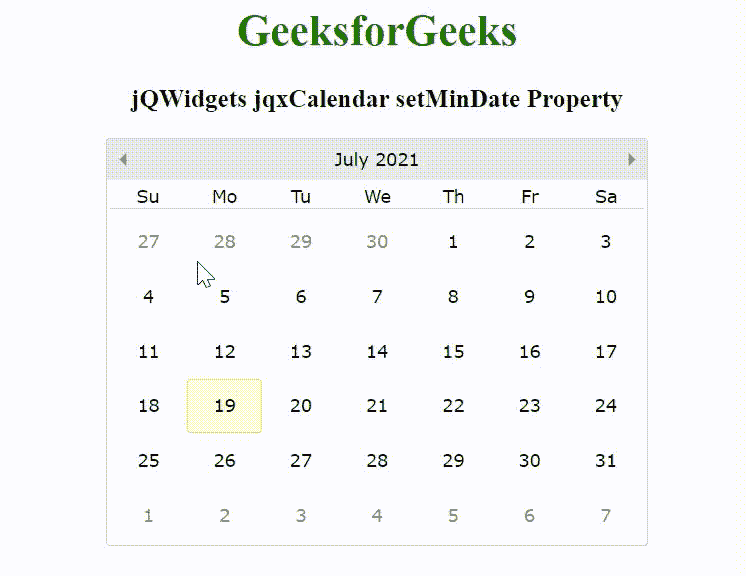 GeeksforGeeks
jQWidgets jqxCalendar setMinDate Property
July 2021
Su Mo Tu We Th Fr Sa
27 28 29 30 1 2 3
4 5 6 7 8 9 10
11 12 13 14 15 16 17
18 19 20 21 22 23 24
25 26 27 28 29 30 31
1 2 3 4 5 6 7